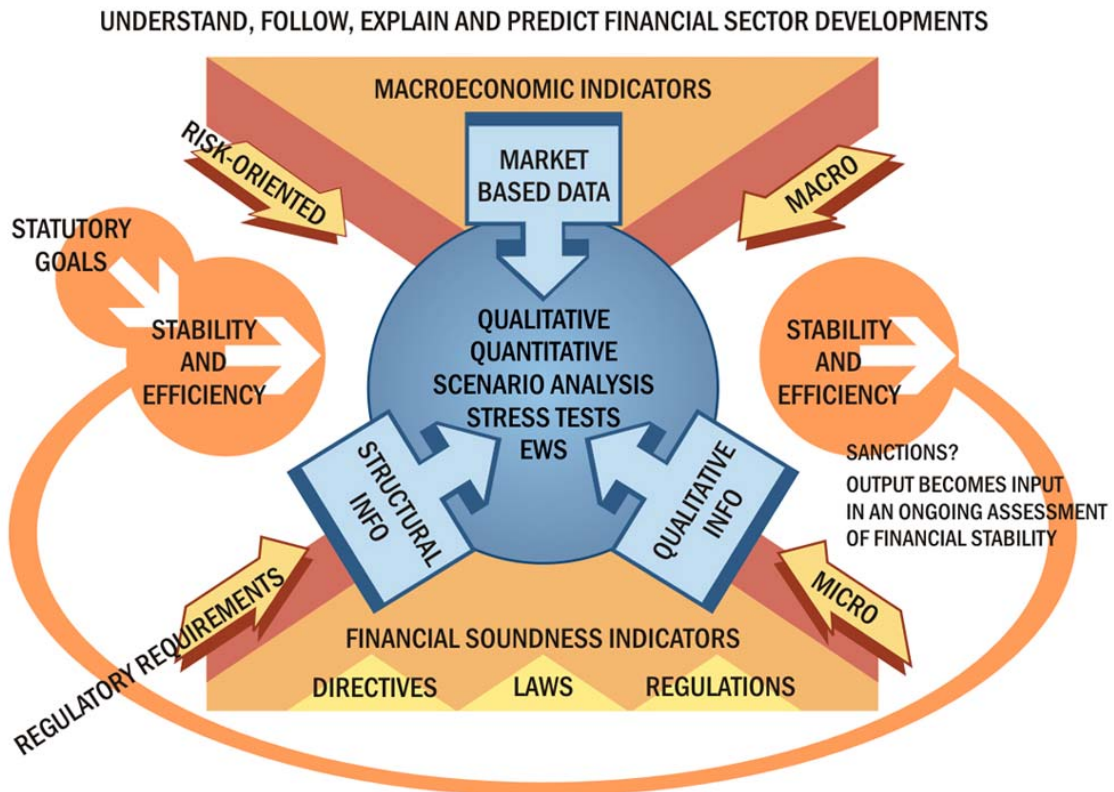 UNDERSTAND, FOLLOW, EXPLAIN AND PREDICT FINANCIAL SECTOR DEVELOPMENTS
MACROECONOMIC INDICATORS
RISK-ORIENTED
MARKET
BASED DATA
MACRO
STATUTORY
GOALS
STABILITY
AND
EFFICIENCY
QUALITATIVE
QUANTITATIVE
SCENARIO ANALYSIS
STRESS TESTS
EWS
STABILITY
AND
EFFICIENCY
STRUCTURAL
INFO
QUALITATIVE
INFO
SANCTIONS?
OUTPUT BECOMES INPUT
IN AN ONGOING ASSESSMENT
OF FINANCIAL STABILITY
REGULATORY REQUIREMENTS
MICRO
FINANCIAL SOUNDNESS INDICATORS
DIRECTIVES
LAWS
REGULATIONS